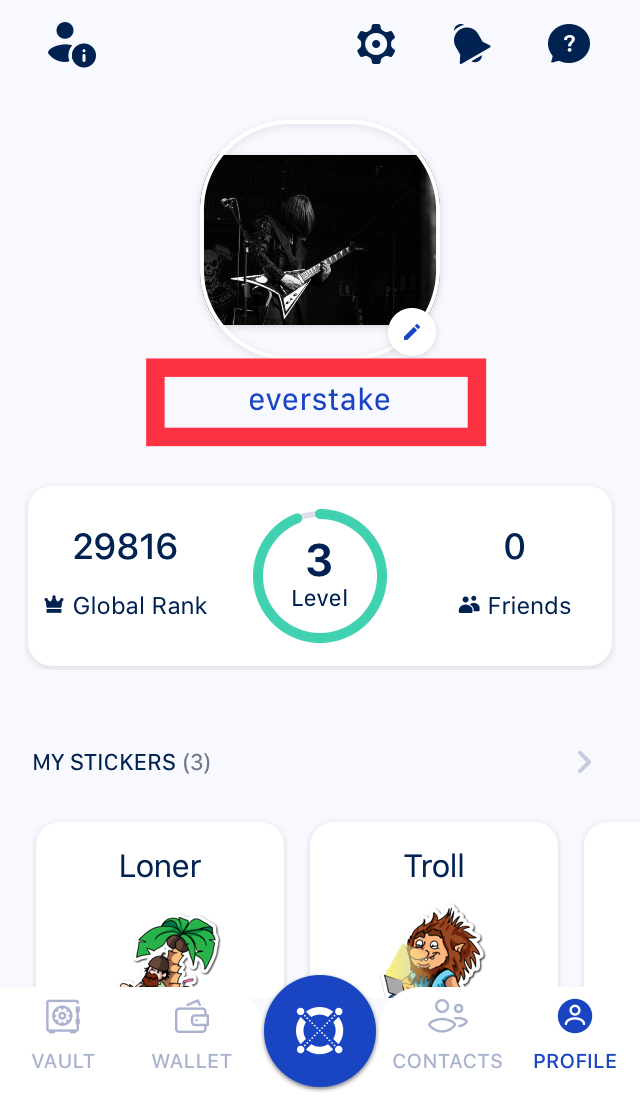 everstake
29816
Global Rank
3
Level
0
Friends
MY STICKERS (3)
Loner
Troll
VAULT
WALLET
CONTACTS
PROFILE